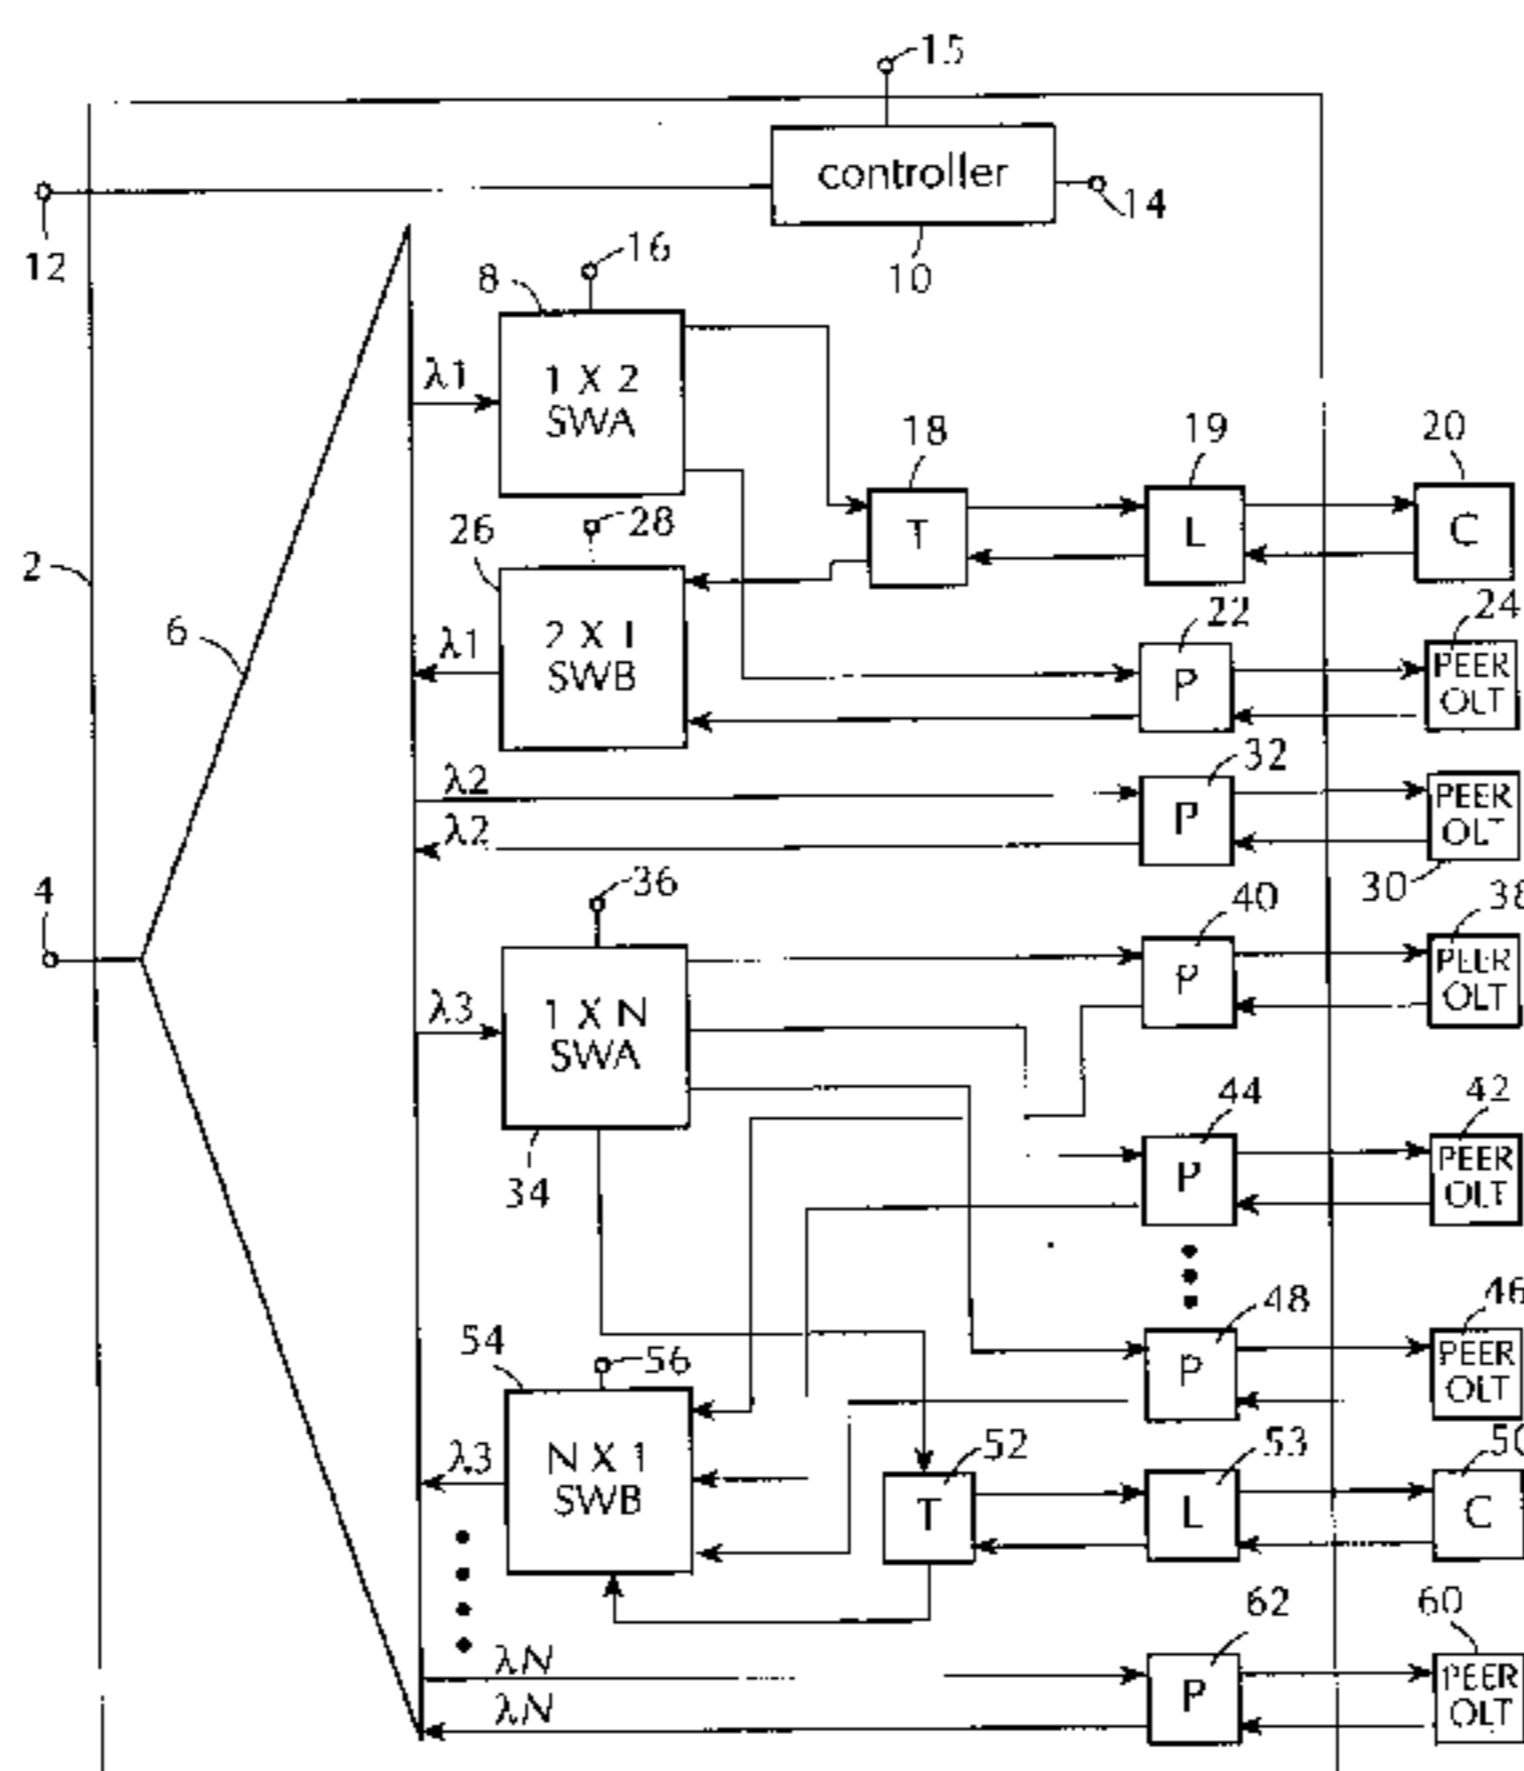 15
controller
12
14
10
16
8
λ1
1 X 2
SWA
18
19
20
T
L
C
28
26
2
6
λ1
2 X 1
SWB
22
P
24
PEER
OLT
λ2
λ2
32
P
PEER
OLT
30
4
36
40
38
λ3
1 X N
SWA
P
PEER
OLT
34
44
42
P
PEER
OLT
48
46
54
56
P
PEER
OLT
λ3
N X 1
SWB
52
53
50
T
L
C
62
60
λN
λN
P
PEER
OLT